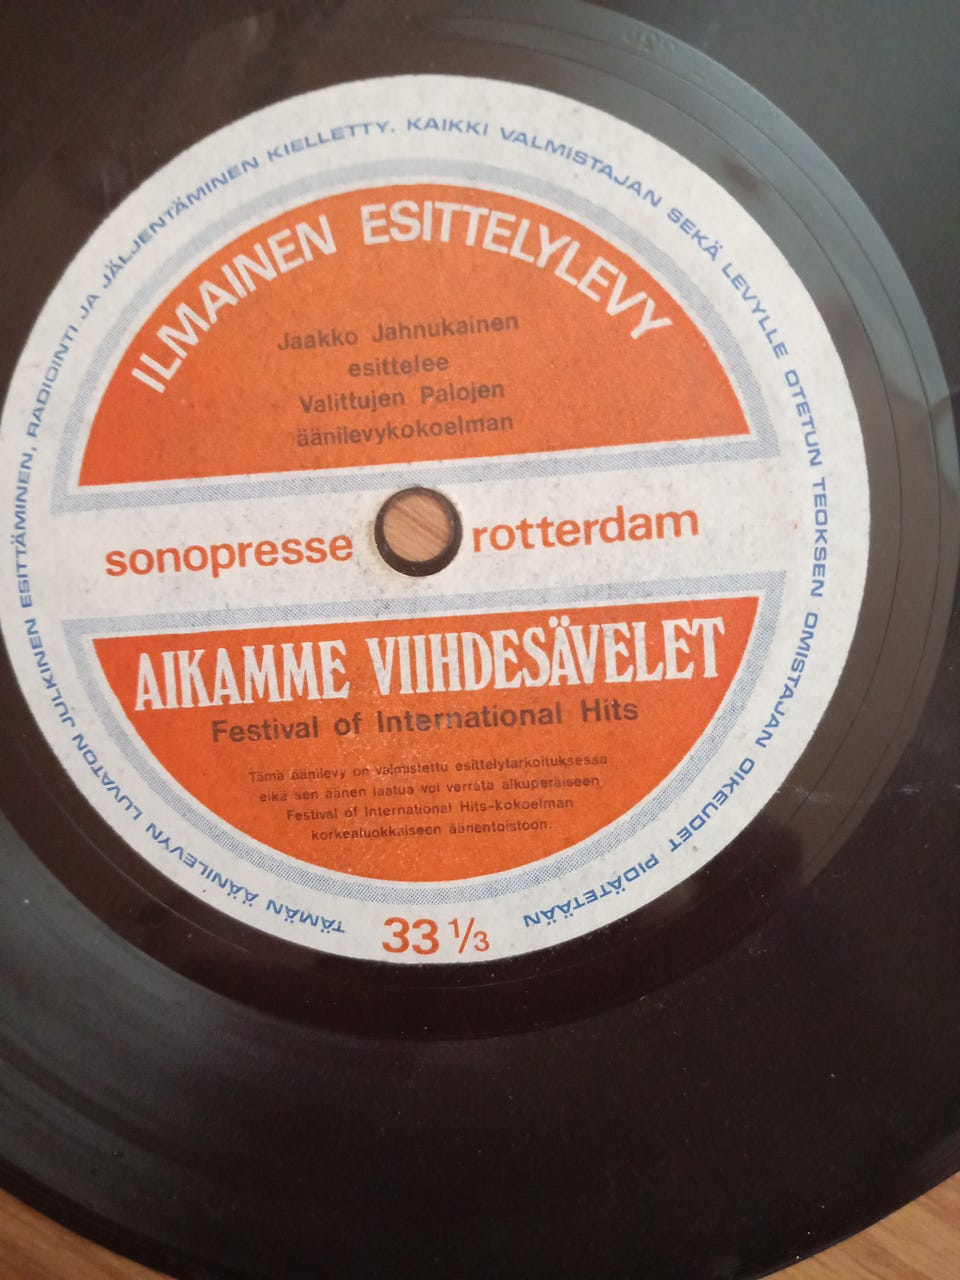 TÄMÄN ÄÄNILEVYN LUVATON JULKINEN ESITTÄMINEN, RADIOINTI JA JÄLJENTÄMINEN KIELLETTY. KAIKKI VALMISTAJAN SEKÄ LEVYLLE OTETUN TEOKSEN OMISTAJAN OIKEUDET PIDÄTETÄÄN
ILMAINEN ESITTELYLEVY
Jaakko Jahnukainen
esittelee
Valittujen Palojen
äänilevykokoelman
sonopresse rotterdam
AIKAMME VIIHDESÄVELET
Festival of International Hits
Tämä äänilevy on valmistettu esittelytarkoituksessa
eikä sen äänen laatua voi verrata alkuperäiseen
Festival of International Hits-kokoelman
korkealuokkaiseen äänentoistoon.
33 1/3